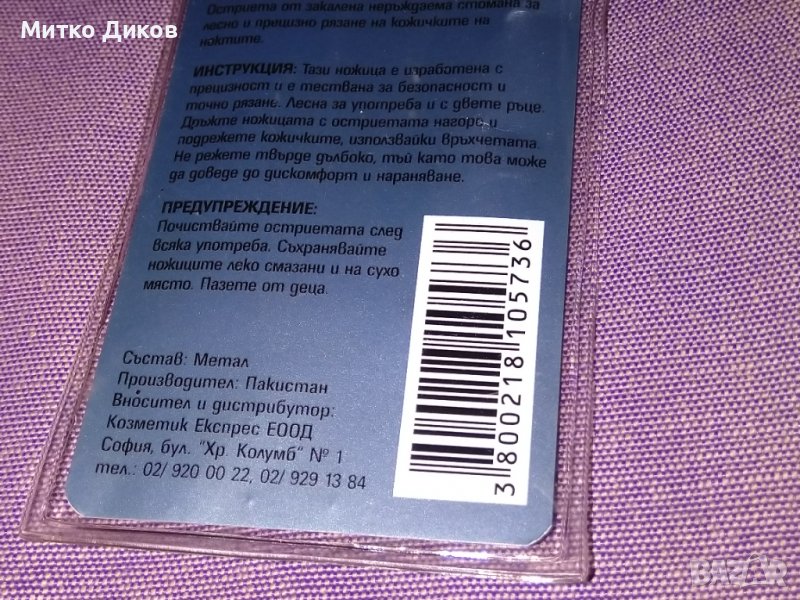 Митко Диков
Остриета от закалена неръждаема стомана за
лесно и прецизно рязане на кожичките на
ноктите.
ИНСТРУКЦИЯ: Тази ножица е изработена с
прецизност и е тествана за безопасност и
точно рязане. Лесна за употреба и с двете ръце.
Дръжте ножицата с остриетата нагоре и
подрежете кожичките, използвайки връхчетата.
Не режете твърде дълбоко, тъй като това може
да доведе до дискомфорт и нараняване.
ПРЕДУПРЕЖДЕНИЕ:
Почиствайте остриетата след
всяка употреба. Съхранявайте
ножиците леко смазани и на сухо
място. Пазете от деца.
Състав: Метал
Производител: Пакистан
Вносител и дистрибутор:
Козметик Експрес ЕООД
София, бул. "Хр. Колумб" № 1
тел.: 02/ 920 00 22, 02/ 929 13 84
3 800218 105736
BAZAR